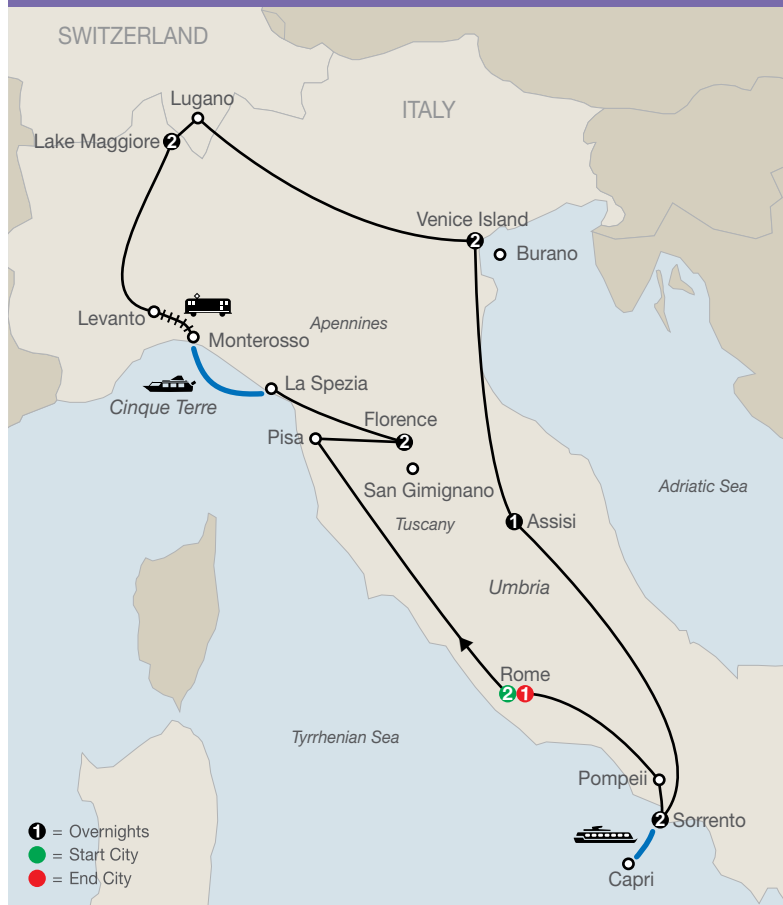 SWITZERLAND
Lugano
ITALY
Lake Maggiore 2
Venice Island
2
Burano
Levanto
Apennines
Monterosso
La Spezia
Cinque Terre
Florence
Pisa
2
San Gimignano
Adriatic Sea
Tuscany
1 Assisi
Umbria
Rome
2 1
Tyrrhenian Sea
Pompeii
2 Sorrento
1 = Overnights
= Start City
= End City
Capri